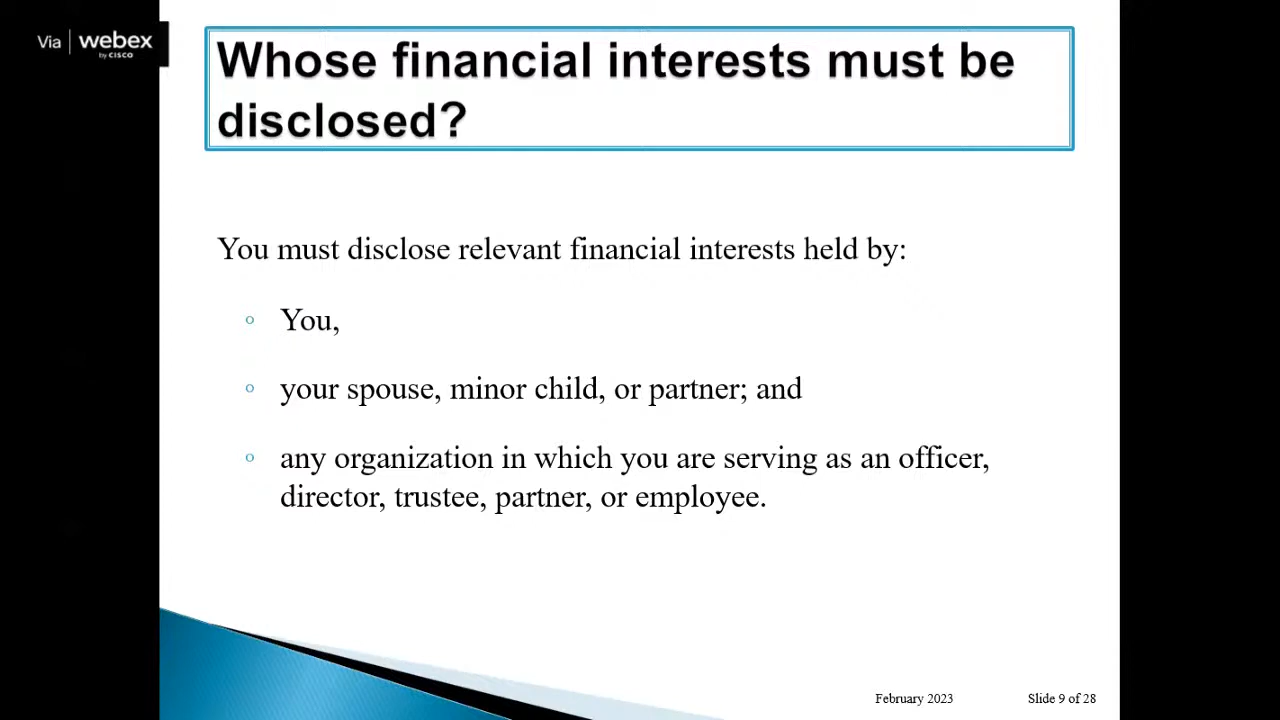 Via | webex
by CISCO
Whose financial interests must be
disclosed?
You must disclose relevant financial interests held by:
You,
your spouse, minor child, or partner; and
any organization in which you are serving as an officer,
director, trustee, partner, or employee.
February 2023 Slide 9 of 28